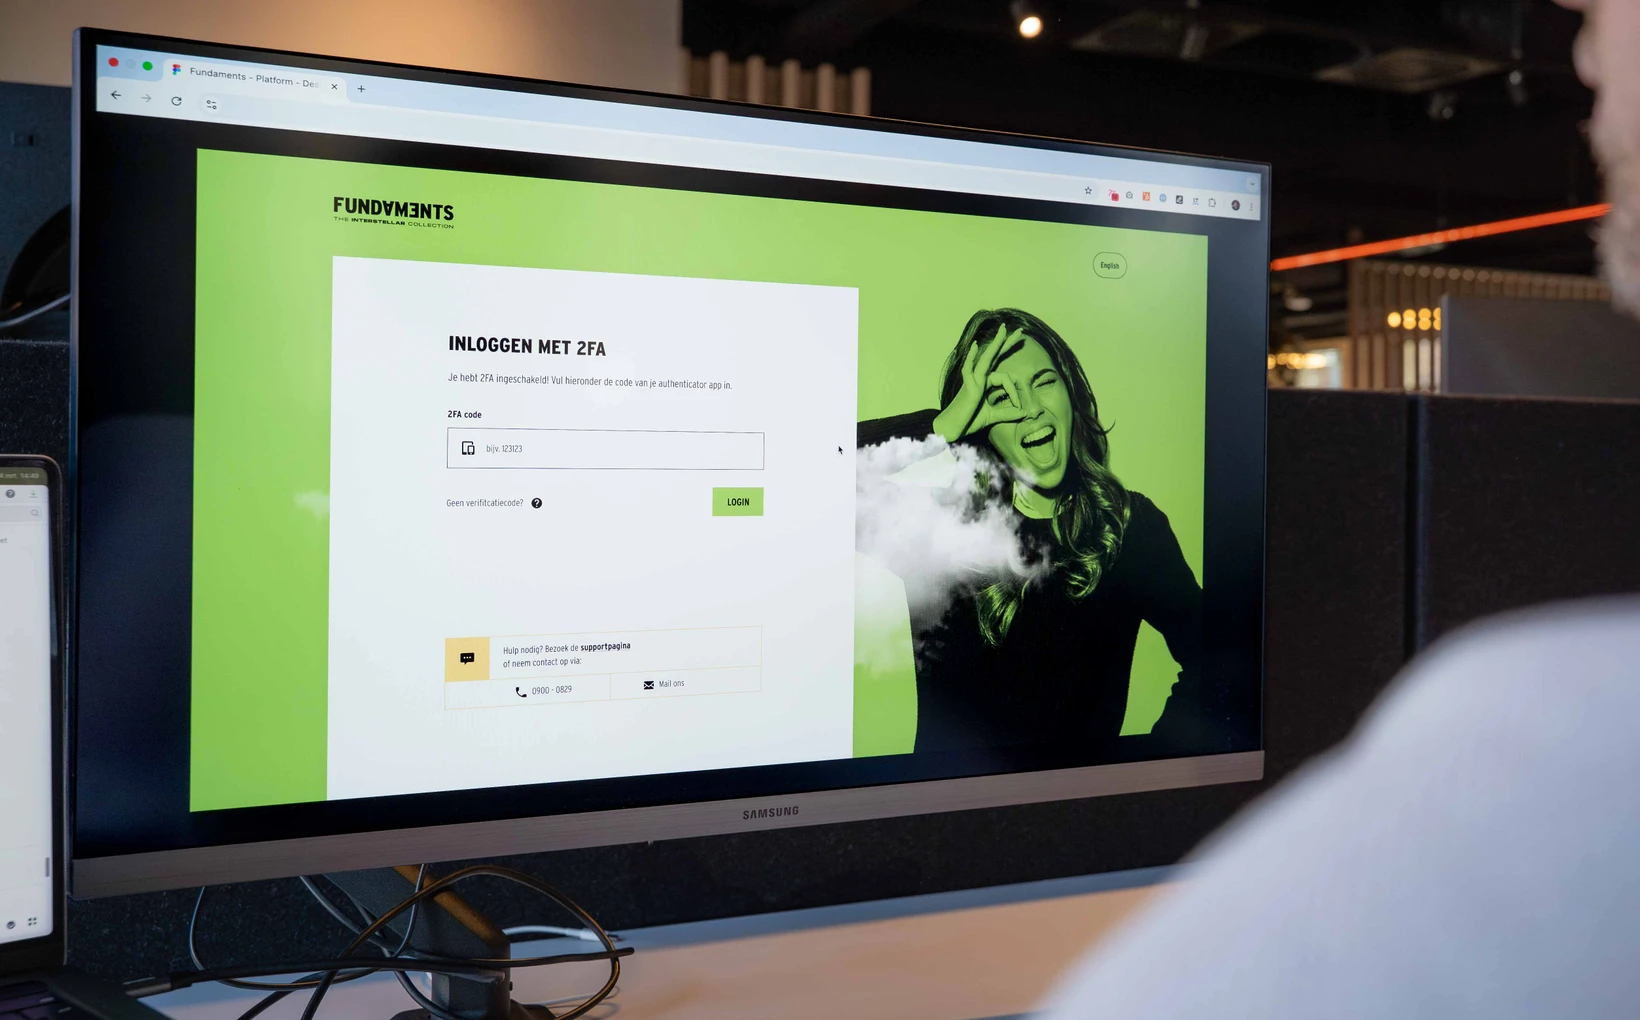 Fundaments - Platform - Des
FUNDAMENTS
THE INTERSTELLAR COLLECTION
English
INLOGGEN MET 2FA
Je hebt 2FA ingeschakeld! Vul hieronder de code van je authenticator app in.
2FA code
bijv. 123123
Geen verifitcatiecode?
LOGIN
Hulp nodig? Bezoek de supportpagina
of neem contact op via:
0900 - 0829
Mail ons
SAMSUNG